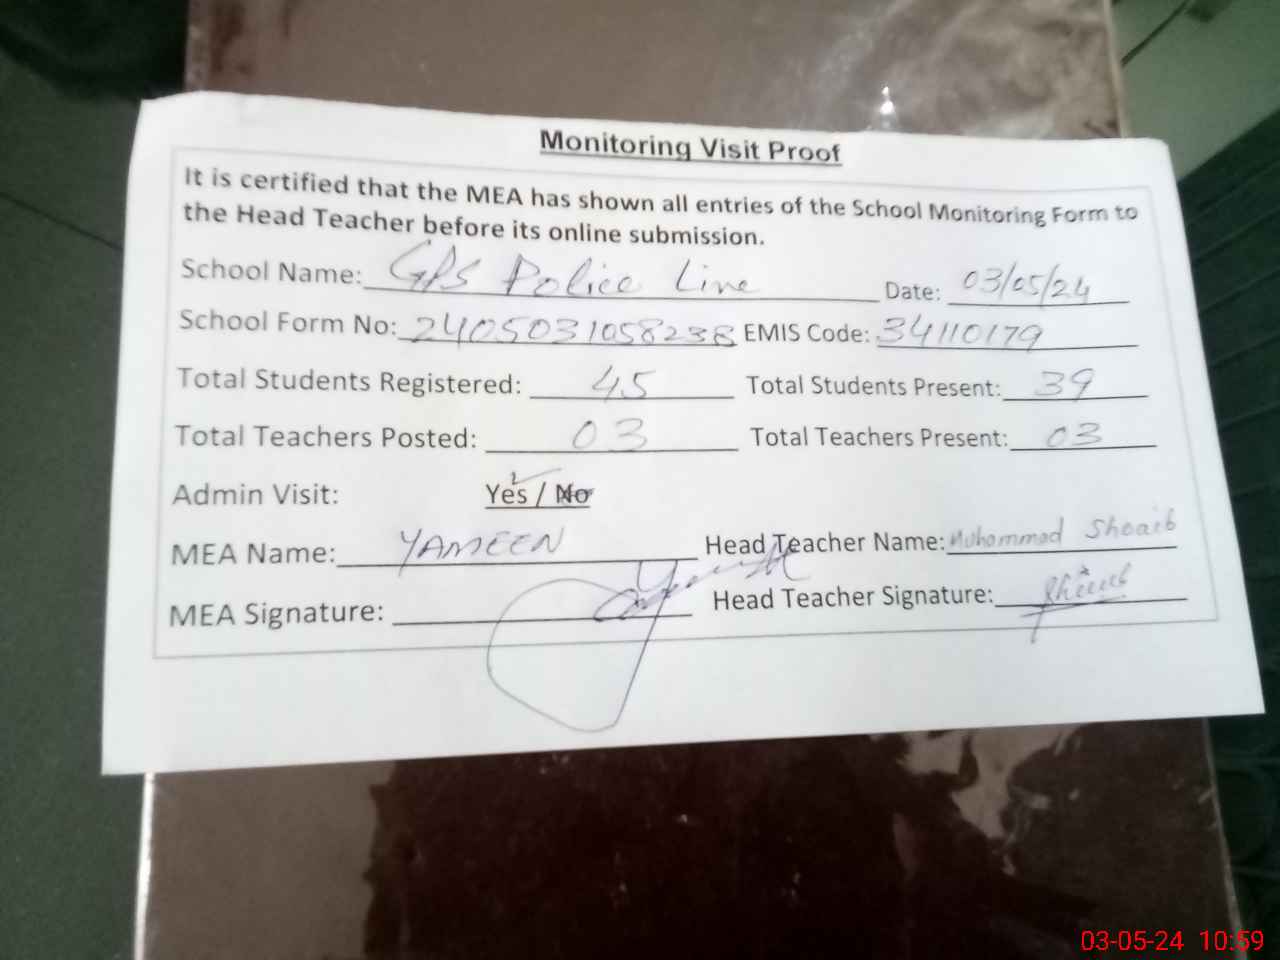 Monitoring Visit Proof
It is certified that the MEA has shown all entries of the School Monitoring Form to
the Head Teacher before its online submission.
School Name: GPS Police Line Date: 03/05/24
School Form No: 2405031058238 EMIS Code: 34110179
Total Students Registered: 45 Total Students Present: 39
Total Teachers Posted: 03 Total Teachers Present: 03
Admin Visit: Yes / No
MEA Name: YAMEEN Head Teacher Name: Muhammad Shoaib
MEA Signature: Head Teacher Signature:
03-05-24 10:59